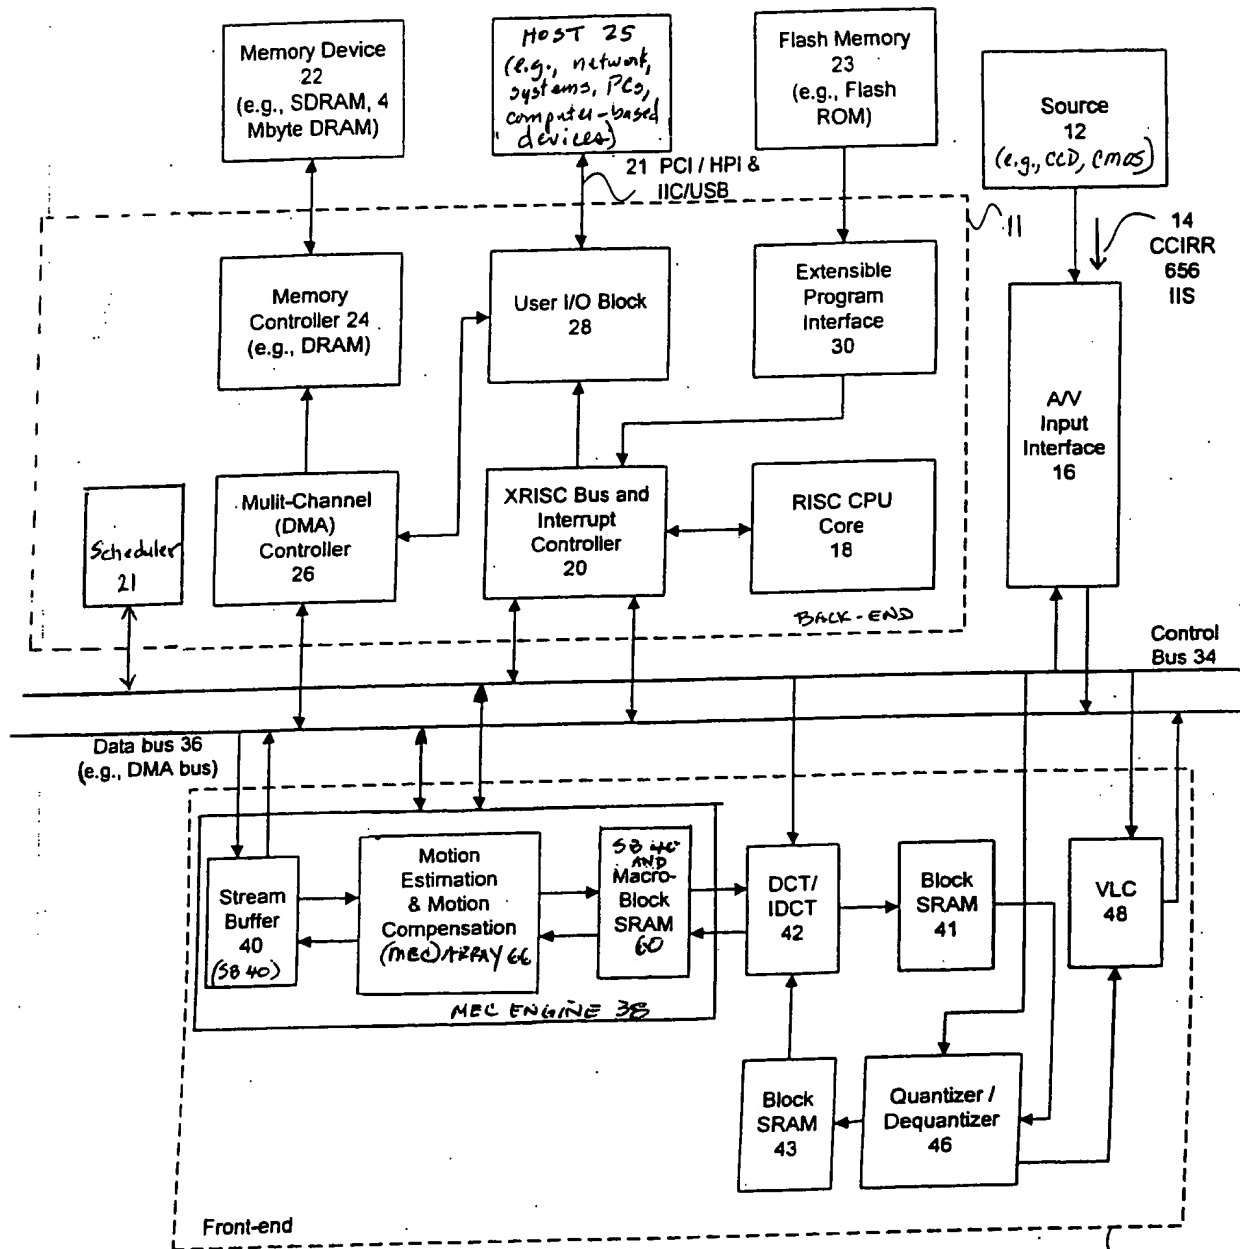 Memory Device
22
(e.g., SDRAM, 4
Mbyte DRAM)
HOST 25
(e.g., network,
systems, PCs,
computer-based
devices)
Flash Memory
23
(e.g., Flash
ROM)
Source
12
(e.g., CCD, CMOS)
21 PCI / HPI &
IIC/USB
11
14
CCIRR
656
IIS
Memory
Controller 24
(e.g., DRAM)
User I/O Block
28
Extensible
Program
Interface
30
A/V
Input
Interface
16
Scheduler
21
Mulit-Channel
(DMA)
Controller
26
XRISC Bus and
Interrupt
Controller
20
RISC CPU
Core
18
BACK-END
Control
Bus 34
Data bus 36
(e.g., DMA bus)
Stream
Buffer
40
(SB 40)
Motion
Estimation
& Motion
Compensation
(MEC) ARRAY 66
SB 40
AND
Macro-
Block
SRAM
60
DCT/
IDCT
42
Block
SRAM
41
VLC
48
MEC ENGINE 38
Block
SRAM
43
Quantizer /
Dequantizer
46
Front-end